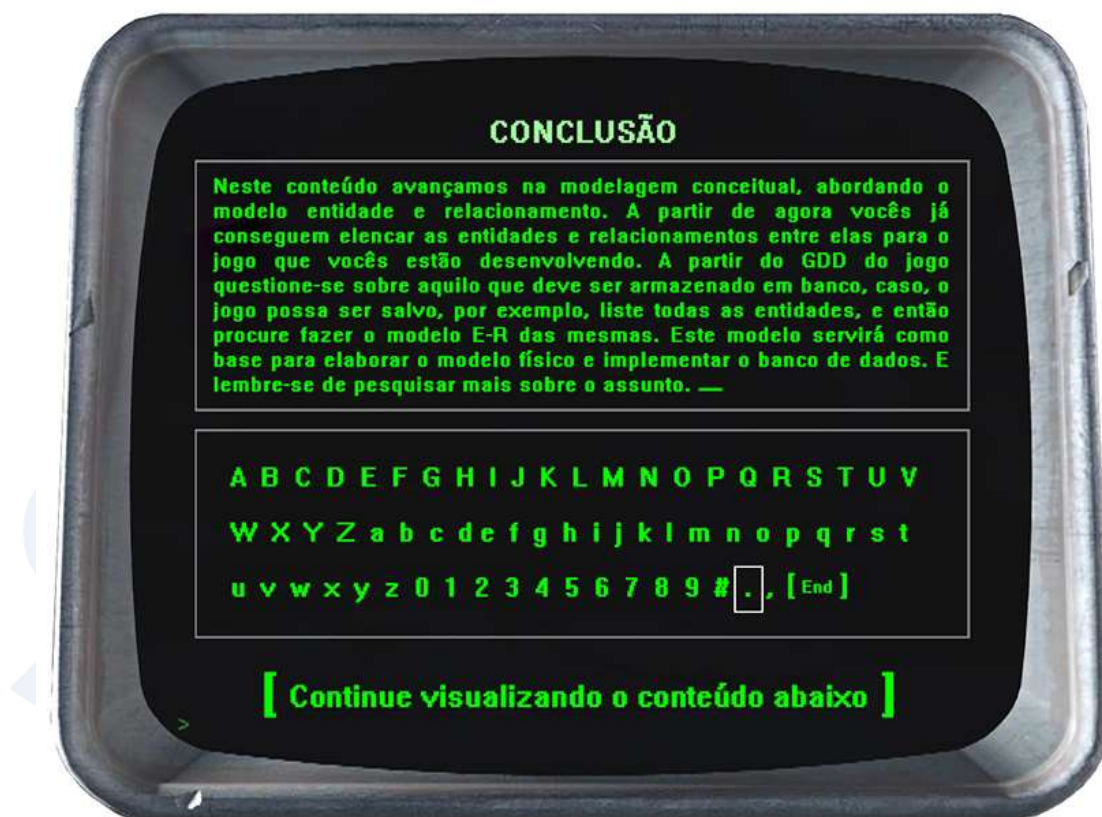 CONCLUSÃO
Neste conteúdo avançamos na modelagem conceitual, abordando o
modelo entidade e relacionamento. A partir de agora vocês já
conseguem elencar as entidades e relacionamentos entre elas para o
jogo que vocês estão desenvolvendo. A partir do GDD do jogo
questione-se sobre aquilo que deve ser armazenado em banco, caso, o
jogo possa ser salvo, por exemplo, liste todas as entidades, e então
procure fazer o modelo E-R das mesmas. Este modelo servirá como
base para elaborar o modelo físico e implementar o banco de dados. E
lembre-se de pesquisar mais sobre o assunto. __
A B C D E F G H I J K L M N O P Q R S T U V
W X Y Z a b c d e f g h i j k l m n o p q r s t
u v w x y z 0 1 2 3 4 5 6 7 8 9 # . , [ End ]
[ Continue visualizando o conteúdo abaixo ]
>